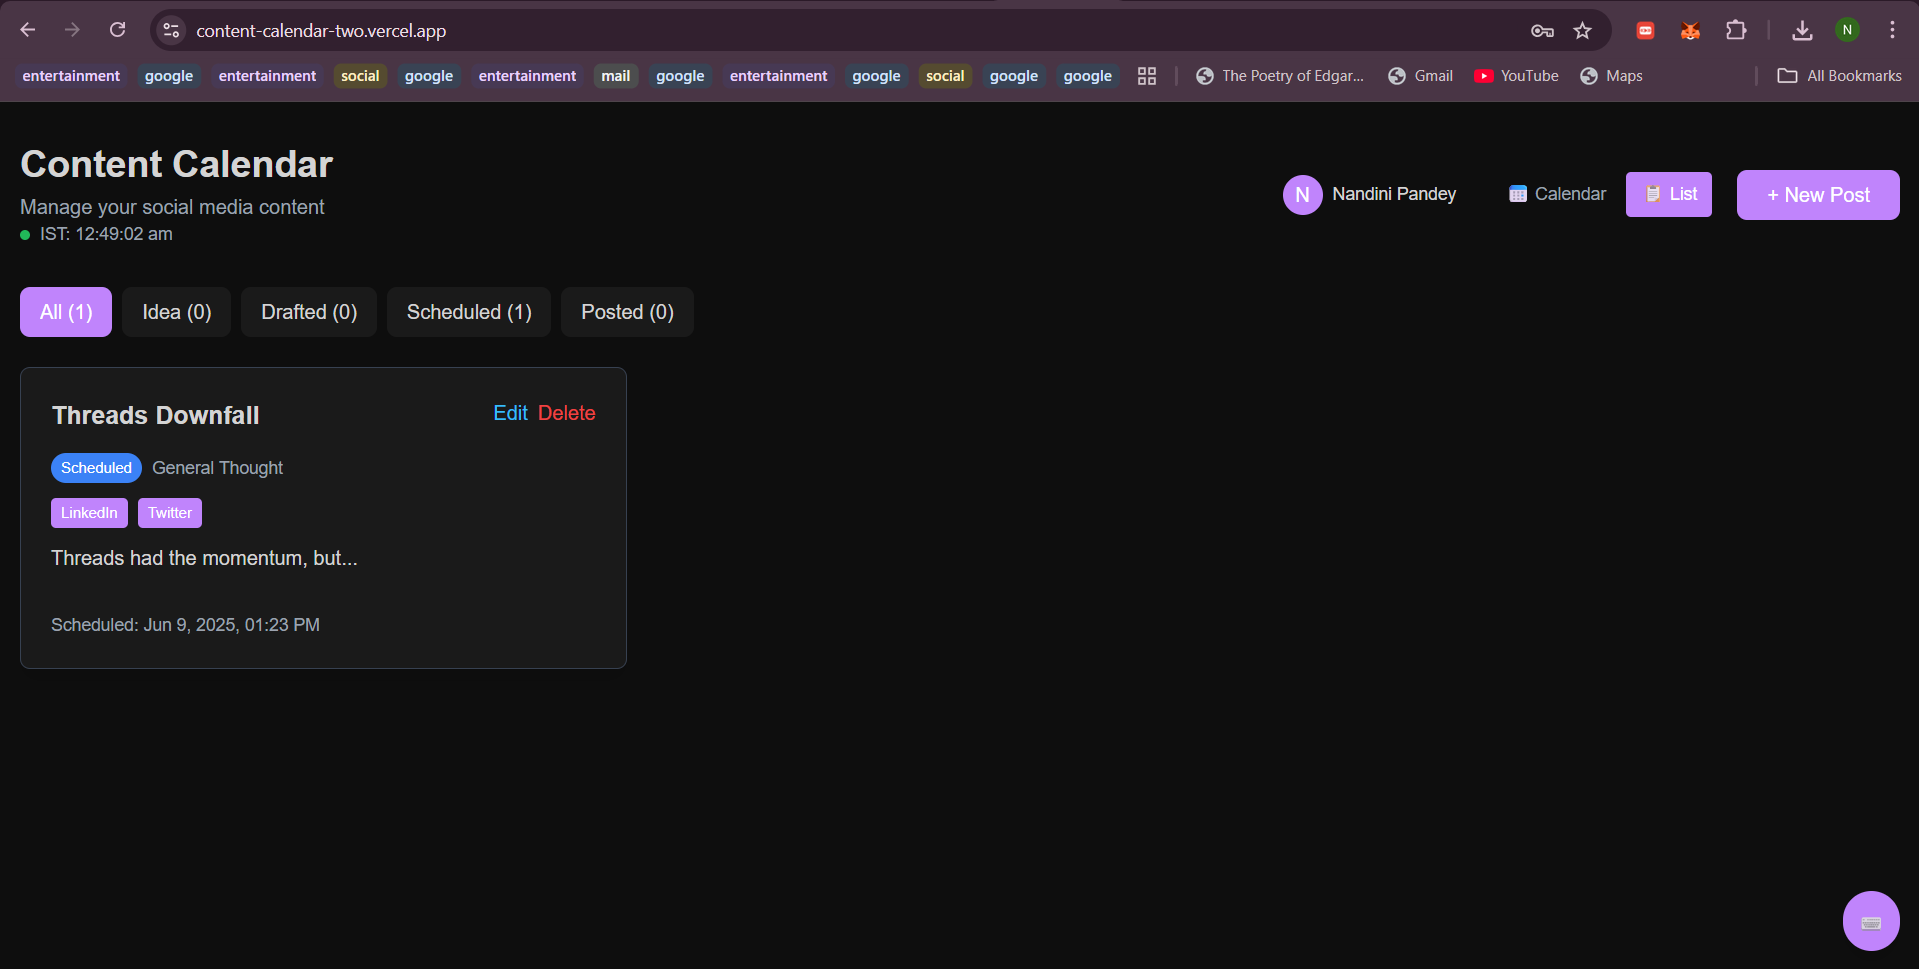 content-calendar-two.vercel.app
N
entertainment google entertainment social google entertainment mail google entertainment google social google google The Poetry of Edgar... Gmail YouTube Maps All Bookmarks
Content Calendar
Manage your social media content
IST: 12:49:02 am
N Nandini Pandey Calendar List + New Post
All (1) Idea (0) Drafted (0) Scheduled (1) Posted (0)
Threads Downfall Edit Delete
Scheduled General Thought
LinkedIn Twitter
Threads had the momentum, but...
Scheduled: Jun 9, 2025, 01:23 PM